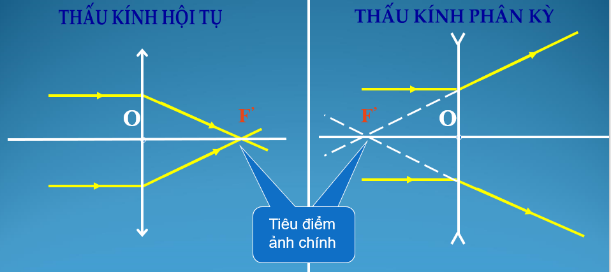 THẤU KÍNH HỘI TỤ
THẤU KÍNH PHÂN KỲ
O
F'
F'
O
Tiêu điểm
ảnh chính